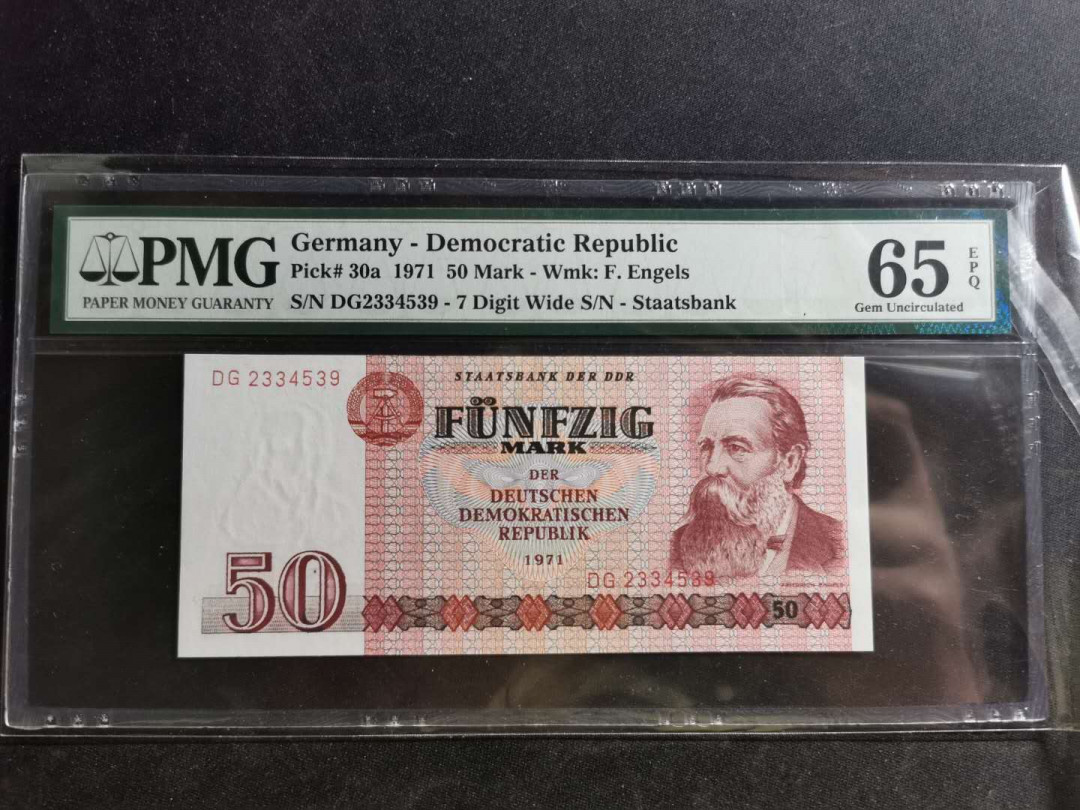 PMG
PAPER MONEY GUARANTY
Germany - Democratic Republic
Pick# 30a 1971 50 Mark - Wmk: F. Engels
S/N DG2334539 - 7 Digit Wide S/N - Staatsbank
65
EPQ
Gem Uncirculated
DG 2334539
STAATSBANK DER DDR
FÜNFZIG
MARK
DER
DEUTSCHEN
DEMOKRATISCHEN
REPUBLIK
1971
DG 2334539
50
50